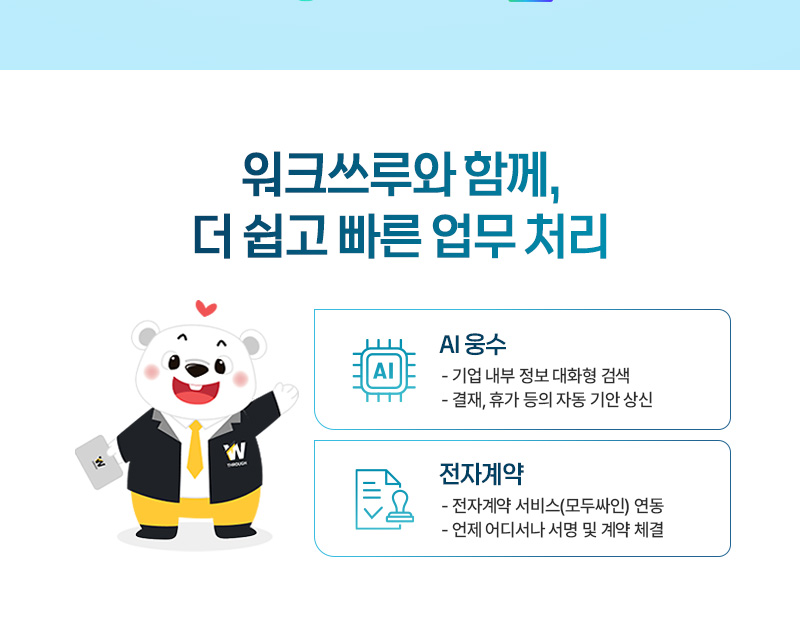 워크쓰루와 함께,
더 쉽고 빠른 업무 처리
AI
AI 웅수
- 기업 내부 정보 대화형 검색
- 결재, 휴가 등의 자동 기안 상신
W
THROUGH
W
전자계약
- 전자계약 서비스(모두싸인) 연동
- 언제 어디서나 서명 및 계약 체결